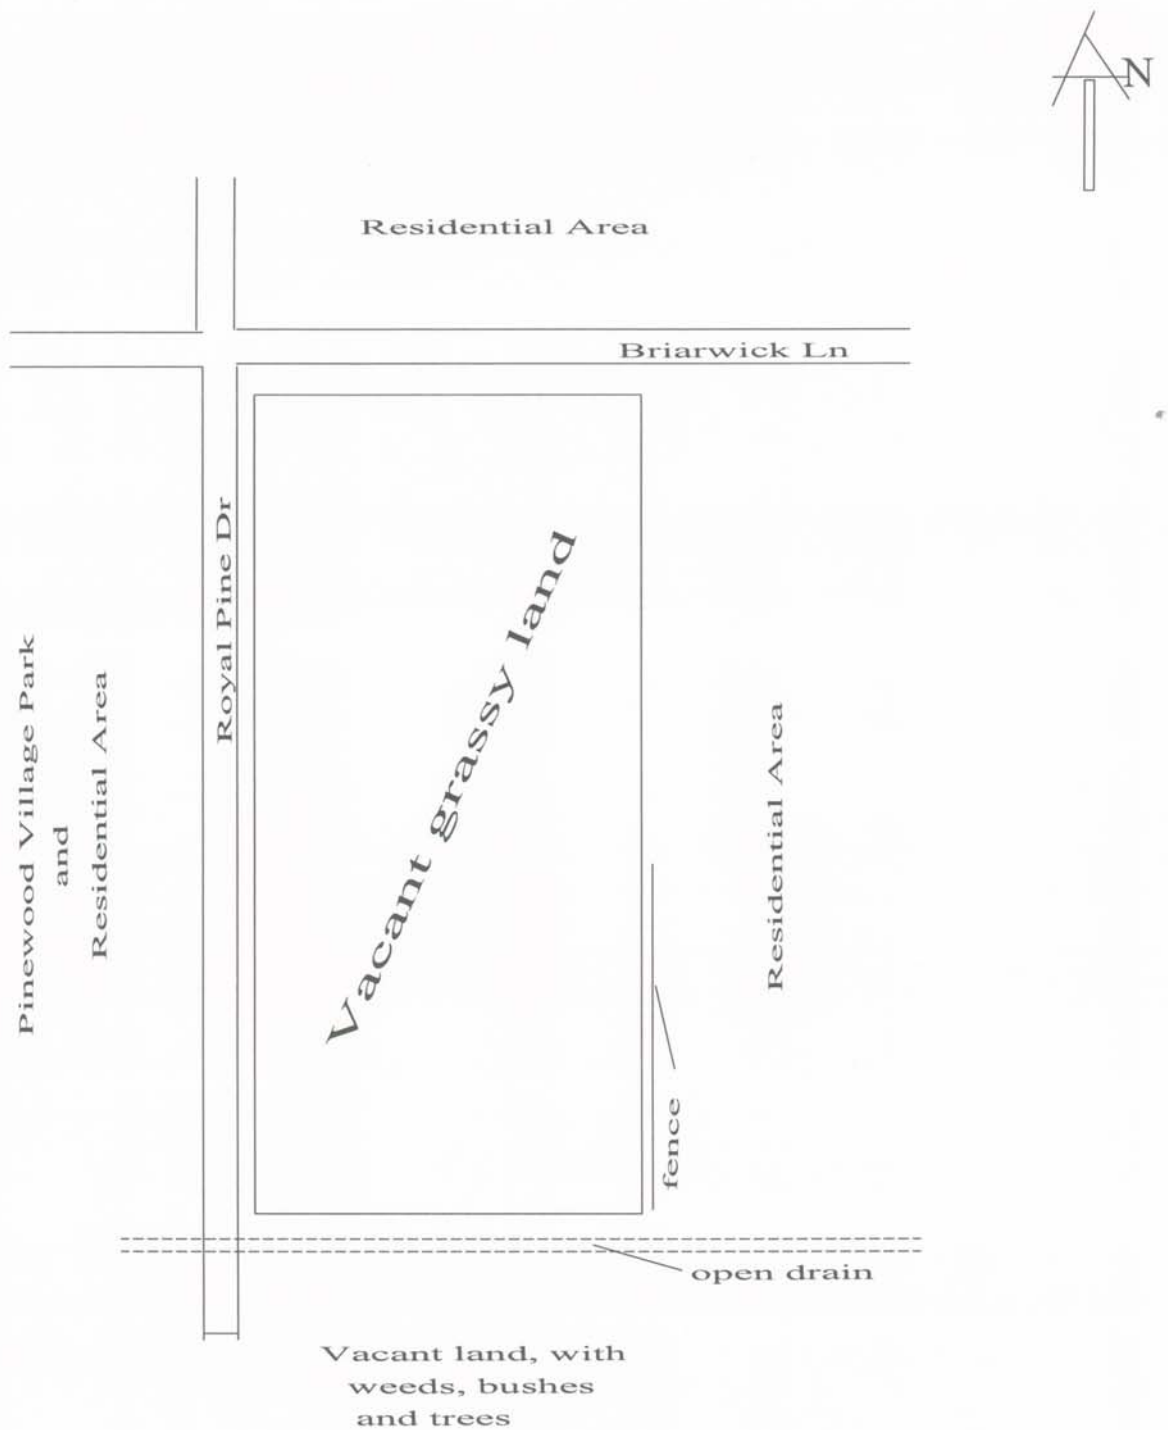 N
Residential Area
Briarwick Ln
Royal Pine Dr
Vacant grassy land
Pinewood Village Park
and
Residential Area
Residential Area
fence
open drain
Vacant land, with
weeds, bushes
and trees